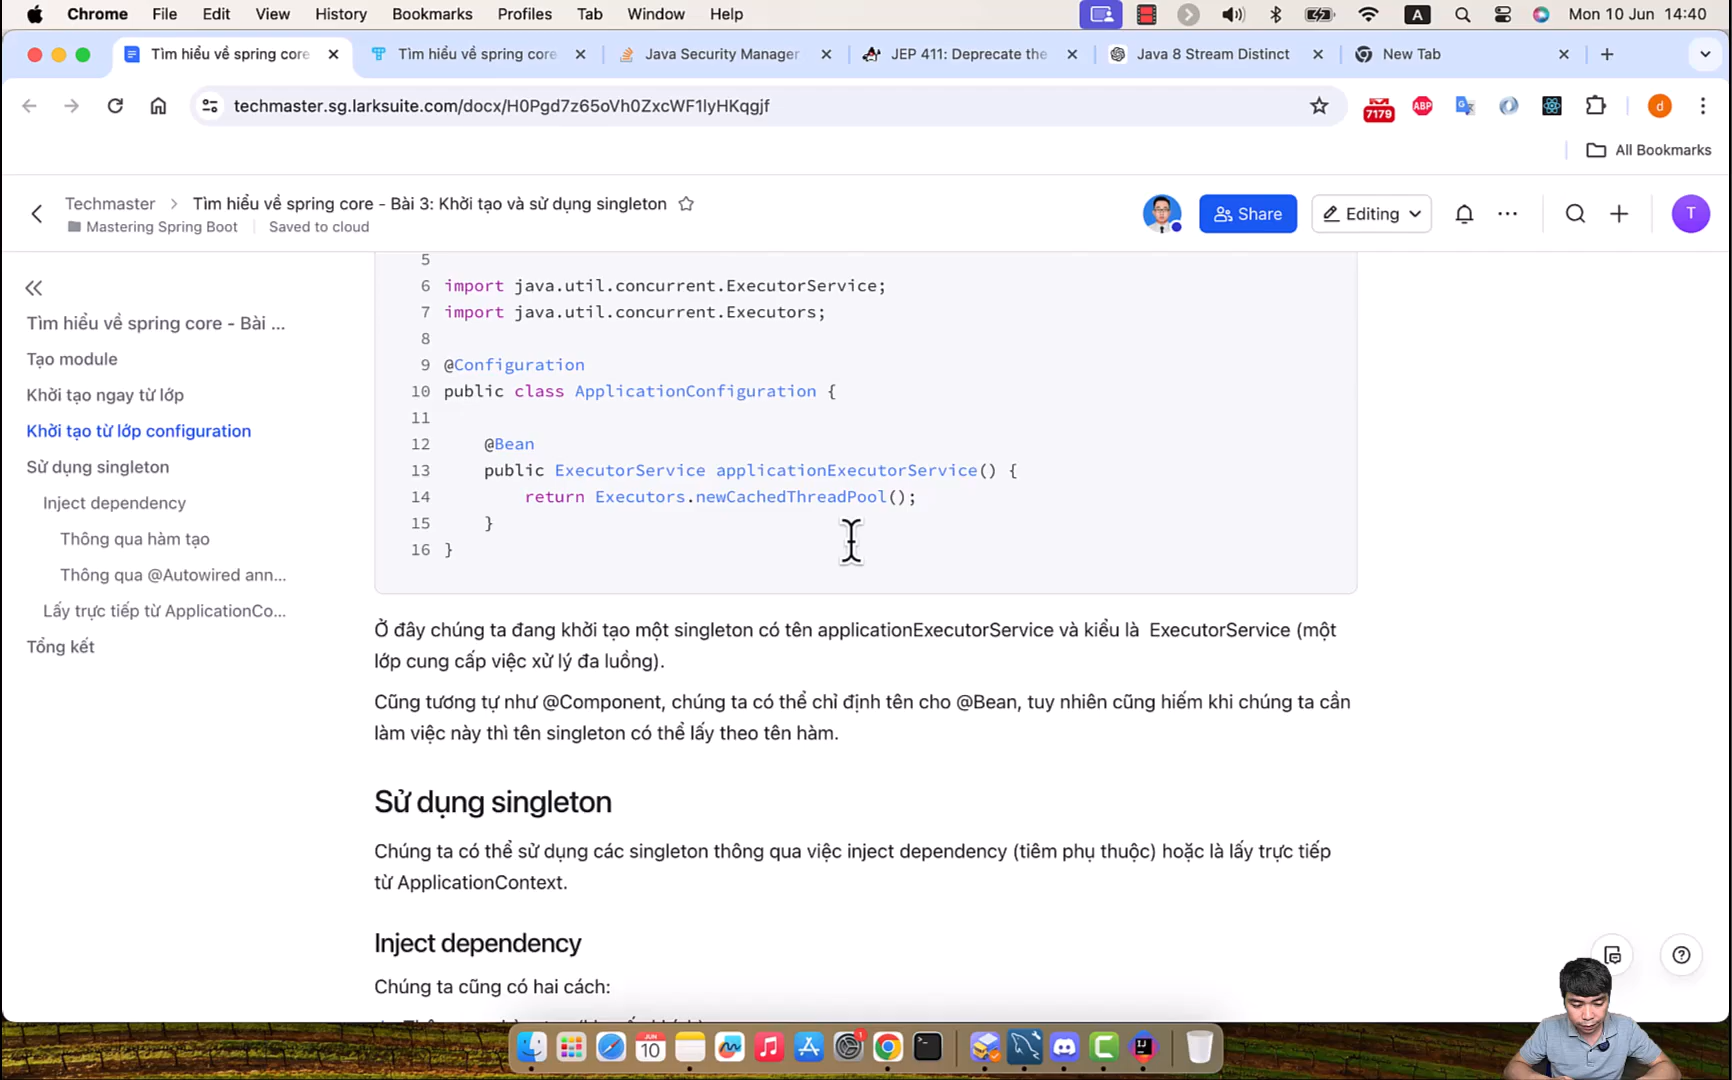 Chrome File Edit View History Bookmarks Profiles Tab Window Help A Mon 10 Jun 14:40
Tìm hiểu về spring core Tìm hiểu về spring core Java Security Manager JEP 411: Deprecate the Java 8 Stream Distinct New Tab
techmaster.sg.larksuite.com/docx/H0Pgd7z65oVh0ZxcWF1lyHKqgjf 7179 ABP d
All Bookmarks
Techmaster Tìm hiểu về spring core - Bài 3: Khởi tạo và sử dụng singleton
Mastering Spring Boot Saved to cloud
Share Editing T
Tìm hiểu về spring core - Bài ...
Tạo module
Khởi tạo ngay từ lớp
Khởi tạo từ lớp configuration
Sử dụng singleton
Inject dependency
Thông qua hàm tạo
Thông qua @Autowired ann...
Lấy trực tiếp từ ApplicationCo...
Tổng kết
5
6 import java.util.concurrent.ExecutorService;
7 import java.util.concurrent.Executors;
8
9 @Configuration
10 public class ApplicationConfiguration {
11
12 @Bean
13 public ExecutorService applicationExecutorService() {
14 return Executors.newCachedThreadPool();
15 }
16 }
Ở đây chúng ta đang khởi tạo một singleton có tên applicationExecutorService và kiểu là ExecutorService (một
lớp cung cấp việc xử lý đa luồng).
Cũng tương tự như @Component, chúng ta có thể chỉ định tên cho @Bean, tuy nhiên cũng hiếm khi chúng ta cần
làm việc này thì tên singleton có thể lấy theo tên hàm.
Sử dụng singleton
Chúng ta có thể sử dụng các singleton thông qua việc inject dependency (tiêm phụ thuộc) hoặc là lấy trực tiếp
từ ApplicationContext.
Inject dependency
Chúng ta cũng có hai cách:
JUN
10
1